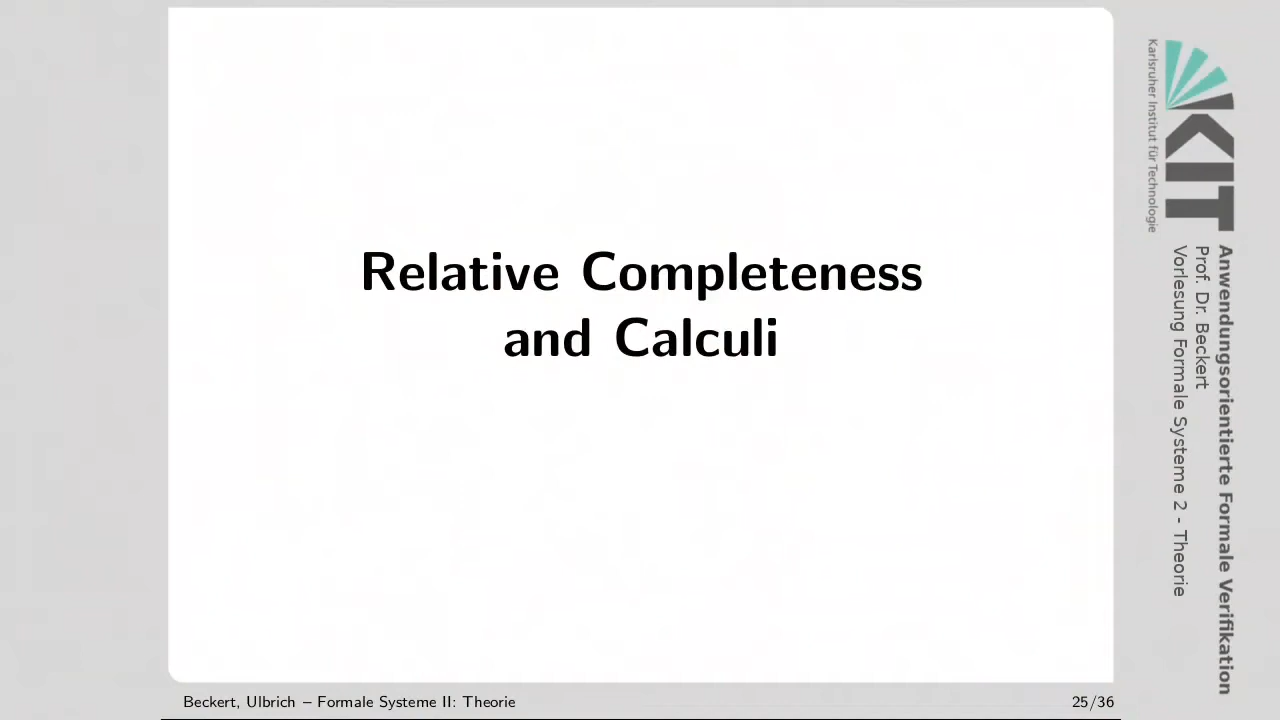 Relative Completeness
and Calculi
Beckert, Ulbrich – Formale Systeme II: Theorie
25/36
KIT
Karlsruher Institut für Technologie
Anwendungsorientierte Formale Verifikation
Prof. Dr. Beckert
Vorlesung Formale Systeme 2 - Theorie